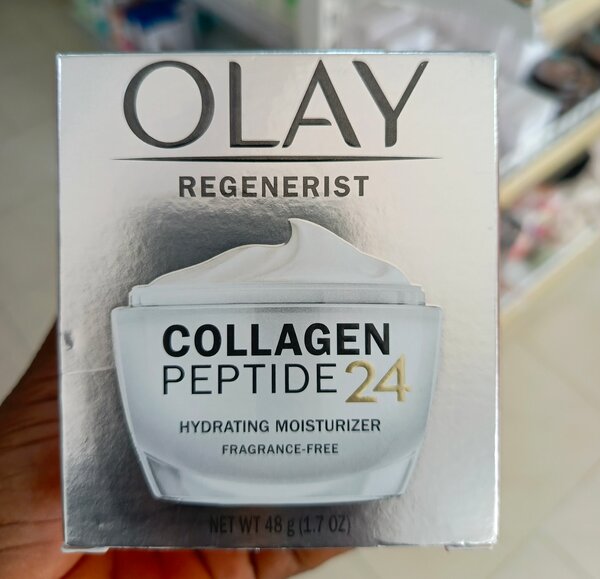 OLAY
REGENERIST
COLLAGEN
PEPTIDE 24
HYDRATING MOISTURIZER
FRAGRANCE-FREE
NET WT 48 g (1.7 OZ)